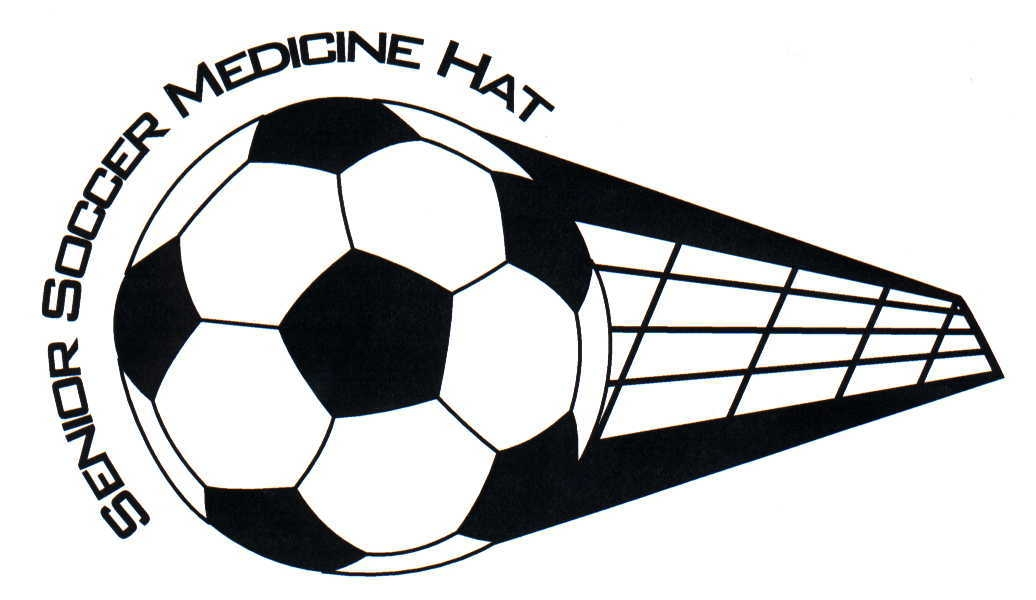 SENIOR SOCCER MEDICINE HAT